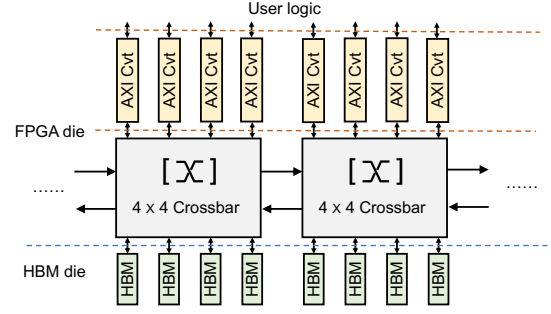 User logic
AXI Cvt AXI Cvt AXI Cvt AXI Cvt AXI Cvt AXI Cvt AXI Cvt AXI Cvt
FPGA die
...... ......
4 x 4 Crossbar 4 x 4 Crossbar
HBM die
HBM HBM HBM HBM HBM HBM HBM HBM